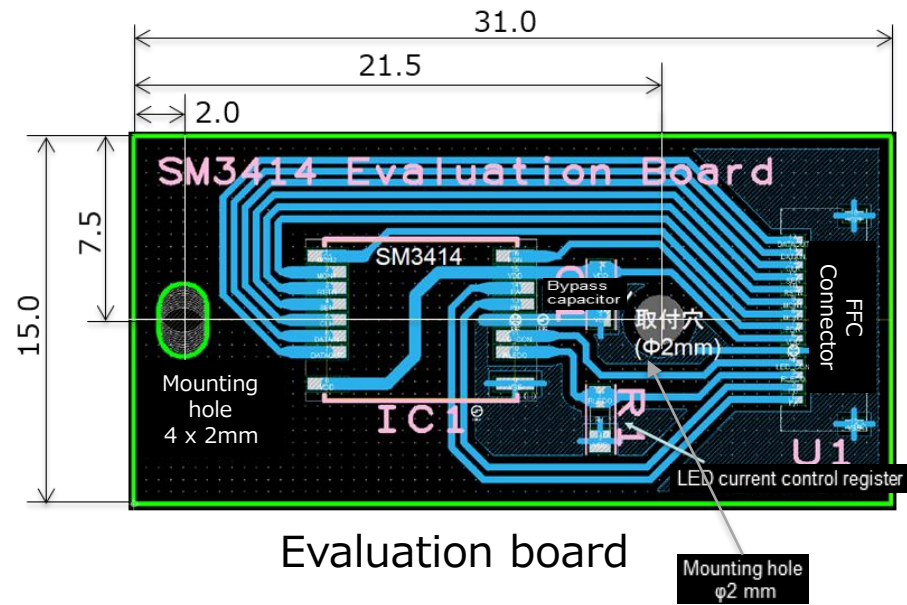 31.0
21.5
2.0
SM3414 Evaluation Board
7.5
15.0
SM3414
C1
Bypass
capacitor
取付穴
(Φ2mm)
FFC
Connector
Mounting
hole
4 x 2mm
IC1
R1
U1
LED current control register
Evaluation board
Mounting hole
φ2 mm